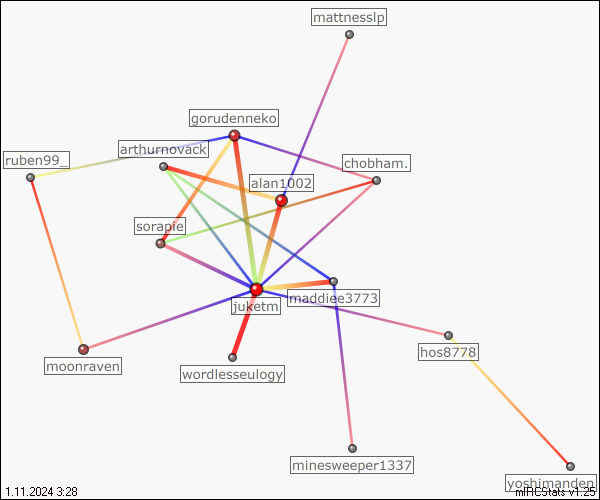 mattnesslp
gorudenneko
arthurnovack
ruben99_
chobham.
alan1002
sorapie
juketm
maddiee3773
hos8778
moonraven
wordlesseulogy
minesweeper1337
yoshimanden
1.11.2024 3:28
mIRCStats v1.25